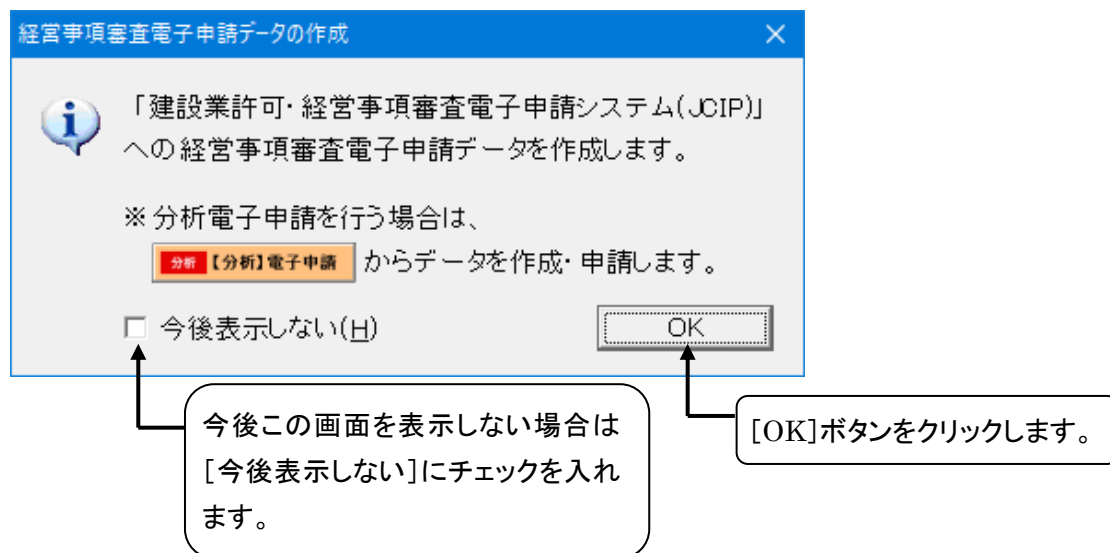 経営事項審査電子申請データの作成
「建設業許可・経営事項審査電子申請システム(JCIP)」
への経営事項審査電子申請データを作成します。
※分析電子申請を行う場合は、
分析 【分析】電子申請 からデータを作成・申請します。
今後表示しない(H)
OK
今後この画面を表示しない場合は
[今後表示しない]にチェックを入れ
ます。
[OK]ボタンをクリックします。